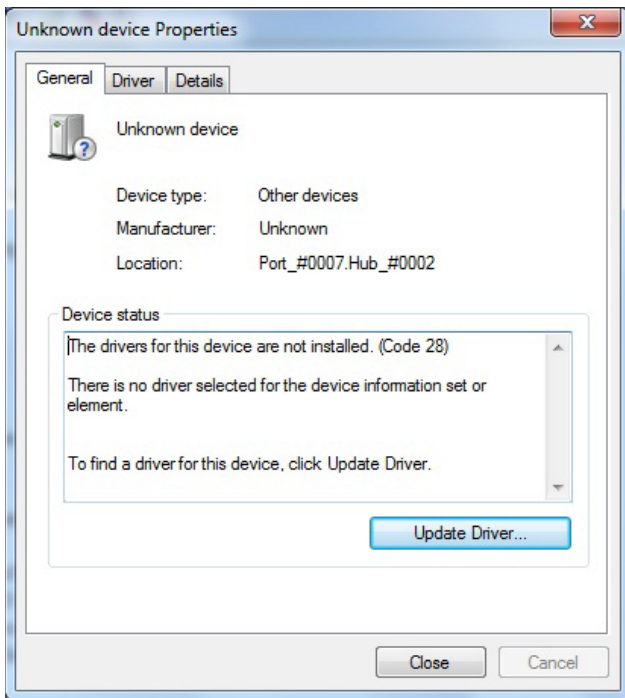 Unknown device Properties
General Driver Details
Unknown device
Device type: Other devices
Manufacturer: Unknown
Location: Port_#0007.Hub_#0002
Device status
The drivers for this device are not installed. (Code 28)
There is no driver selected for the device information set or
element.
To find a driver for this device, click Update Driver.
Update Driver...
Close Cancel